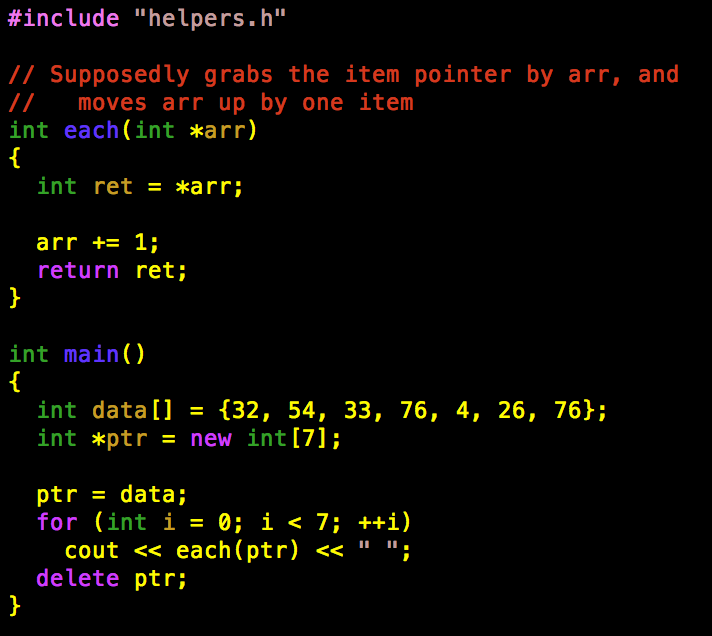 #include "helpers.h"

// Supposedly grabs the item pointer by arr, and
//   moves arr up by one item
int each(int *arr)
{
  int ret = *arr;

  arr += 1;
  return ret;
}

int main()
{
  int data[] = {32, 54, 33, 76, 4, 26, 76};
  int *ptr = new int[7];

  ptr = data;
  for (int i = 0; i < 7; ++i)
    cout << each(ptr) << " ";
  delete ptr;
}